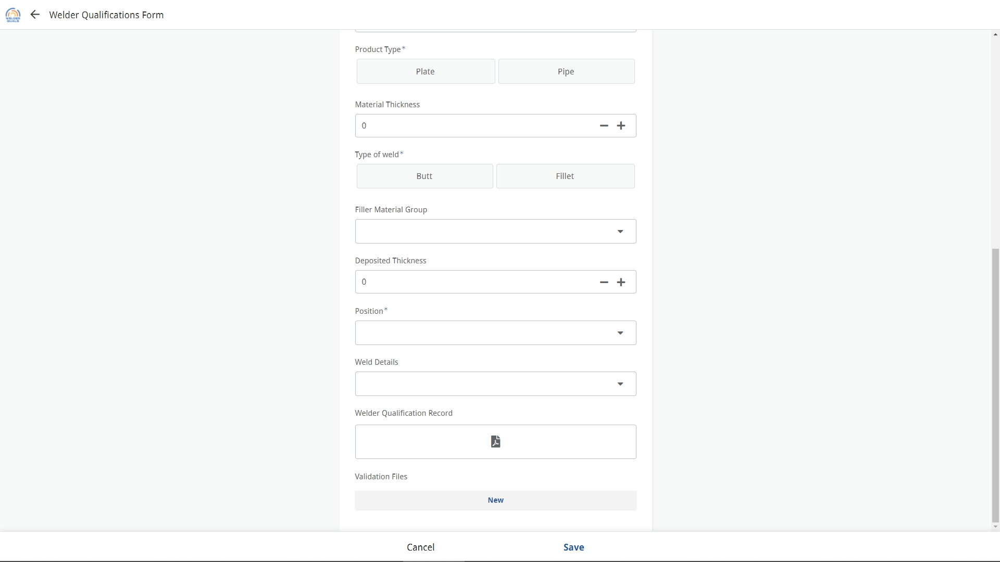 WELDER
QUALS
Welder Qualifications Form
Product Type*
Plate
Pipe
Material Thickness
0
Type of weld*
Butt
Fillet
Filler Material Group
Deposited Thickness
0
Position*
Weld Details
Welder Qualification Record
Validation Files
New
Cancel
Save